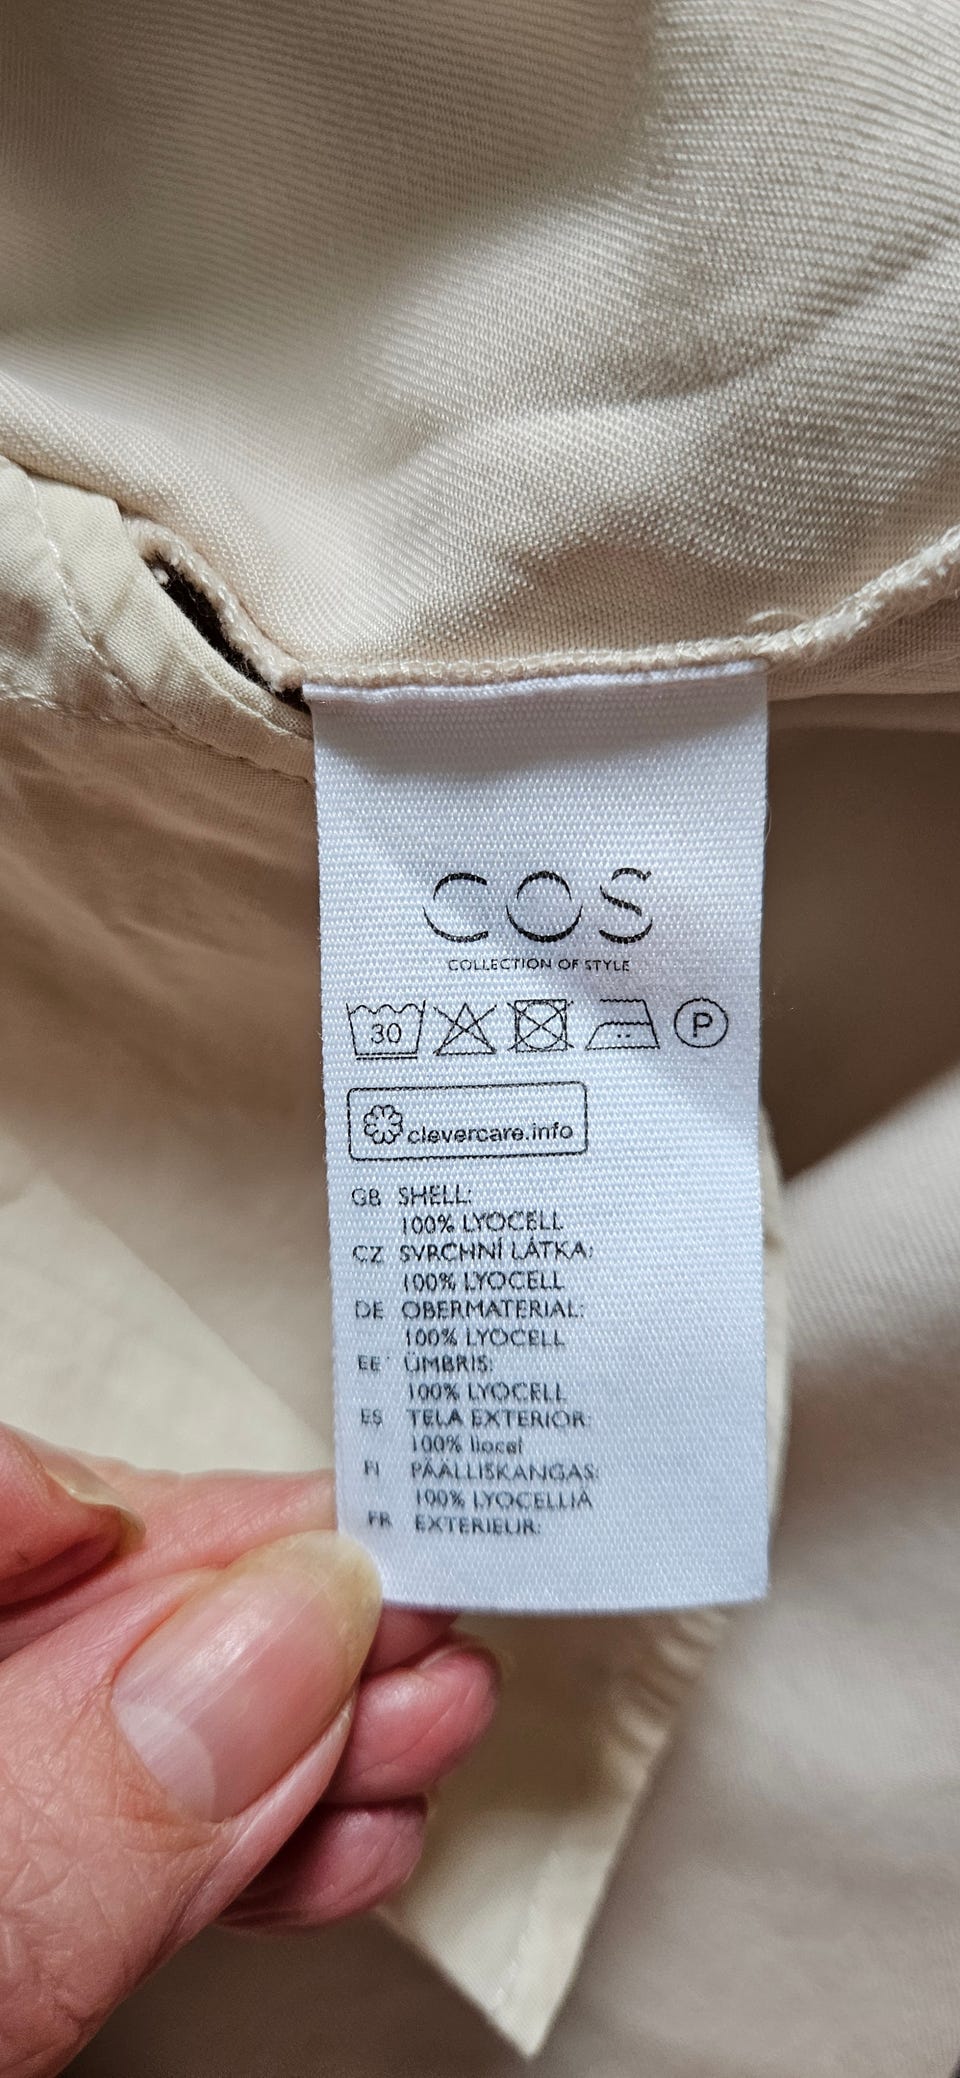 COS
COLLECTION OF STYLE
30 P
clevercare.info
GB SHELL:
100% LYOCELL
CZ SVRCHNÍ LÁTKA:
100% LYOCELL
DE OBERMATERIAL:
100% LYOCELL
EE ÜMBRIS:
100% LYOCELL
ES TELA EXTERIOR:
100% liocel
FI PÄÄLLISKANGAS:
100% LYOCELLIA
FR EXTERIEUR: